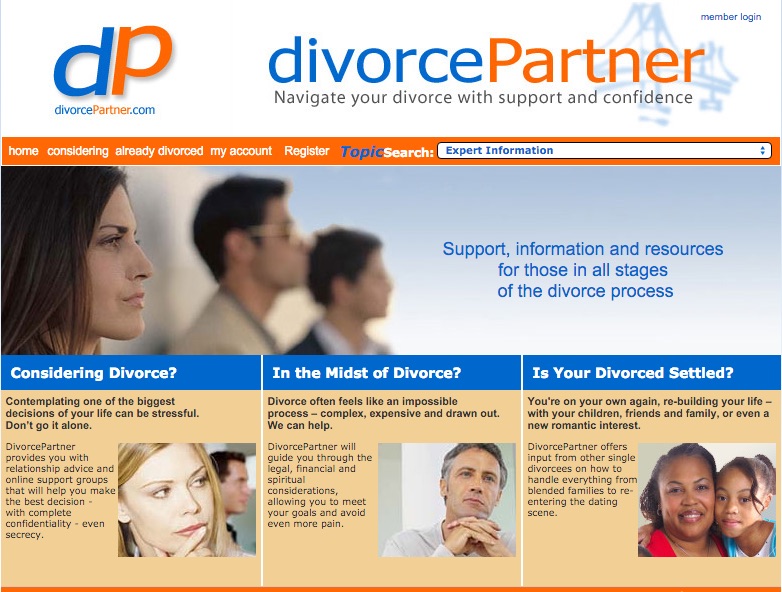 member login
dp
divorcePartner.com
divorcePartner
Navigate your divorce with support and confidence
home considering already divorced my account Register TopicSearch: Expert Information
Support, information and resources
for those in all stages
of the divorce process
Considering Divorce?
Contemplating one of the biggest
decisions of your life can be stressful.
Don't go it alone.
DivorcePartner
provides you with
relationship advice and
online support groups
that will help you make
the best decision -
with complete
confidentiality - even
secrecy.
In the Midst of Divorce?
Divorce often feels like an impossible
process – complex, expensive and drawn out.
We can help.
DivorcePartner will
guide you through the
legal, financial and
spiritual
considerations,
allowing you to meet
your goals and avoid
even more pain.
Is Your Divorced Settled?
You're on your own again, re-building your life –
with your children, friends and family, or even a
new romantic interest.
DivorcePartner offers
input from other single
divorcees on how to
handle everything from
blended families to re-
entering the dating
scene.